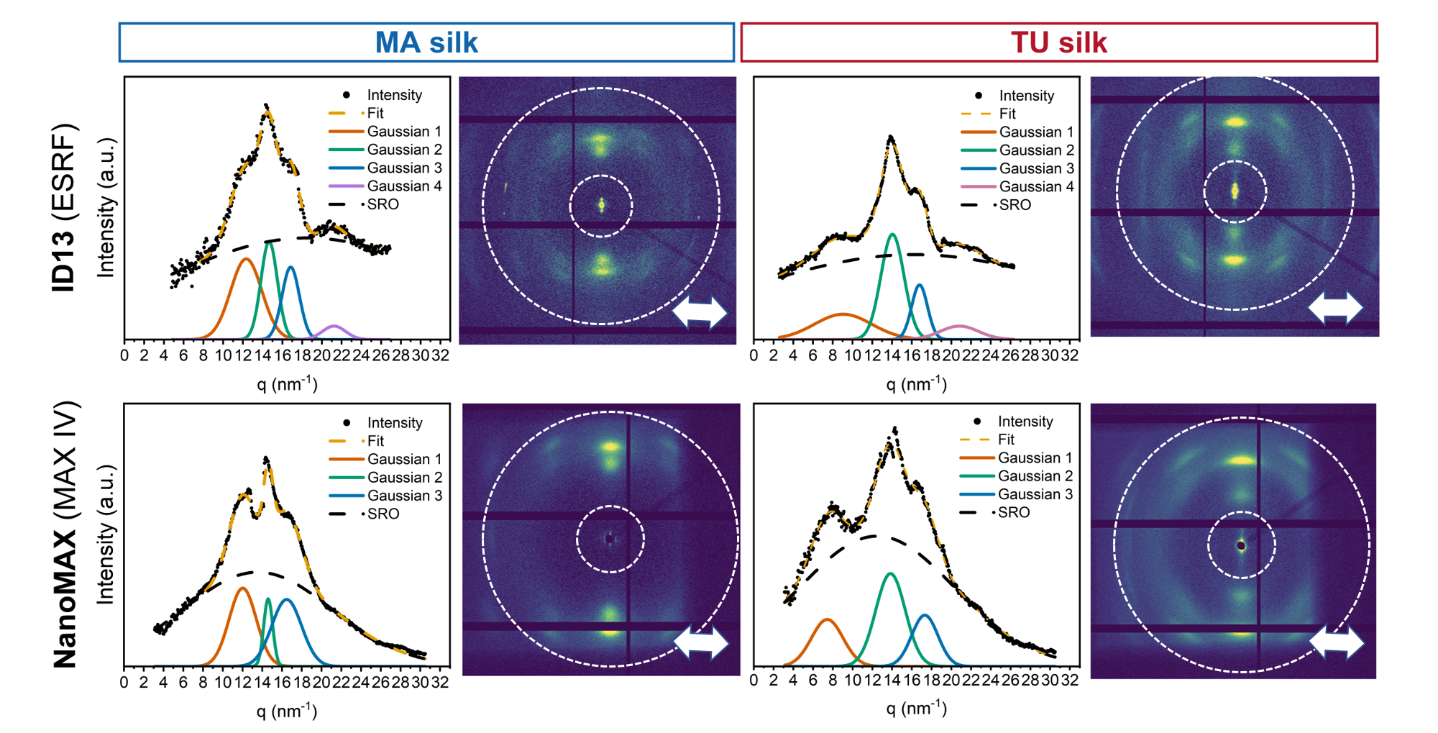 MA silk
TU silk
ID13 (ESRF)
Intensity (a.u.)
Intensity
Fit
Gaussian 1
Gaussian 2
Gaussian 3
Gaussian 4
SRO
0 2 4 6 8 10 12 14 16 18 20 22 24 26 28 30 32
q (nm-1)
Intensity
Fit
Gaussian 1
Gaussian 2
Gaussian 3
Gaussian 4
SRO
0 2 4 6 8 10 12 14 16 18 20 22 24 26 28 30 32
q (nm-1)
NanoMAX (MAX IV)
Intensity (a.u.)
Intensity
Fit
Gaussian 1
Gaussian 2
Gaussian 3
SRO
0 2 4 6 8 10 12 14 16 18 20 22 24 26 28 30 32
q (nm-1)
Intensity
Fit
Gaussian 1
Gaussian 2
Gaussian 3
SRO
0 2 4 6 8 10 12 14 16 18 20 22 24 26 28 30 32
q (nm-1)